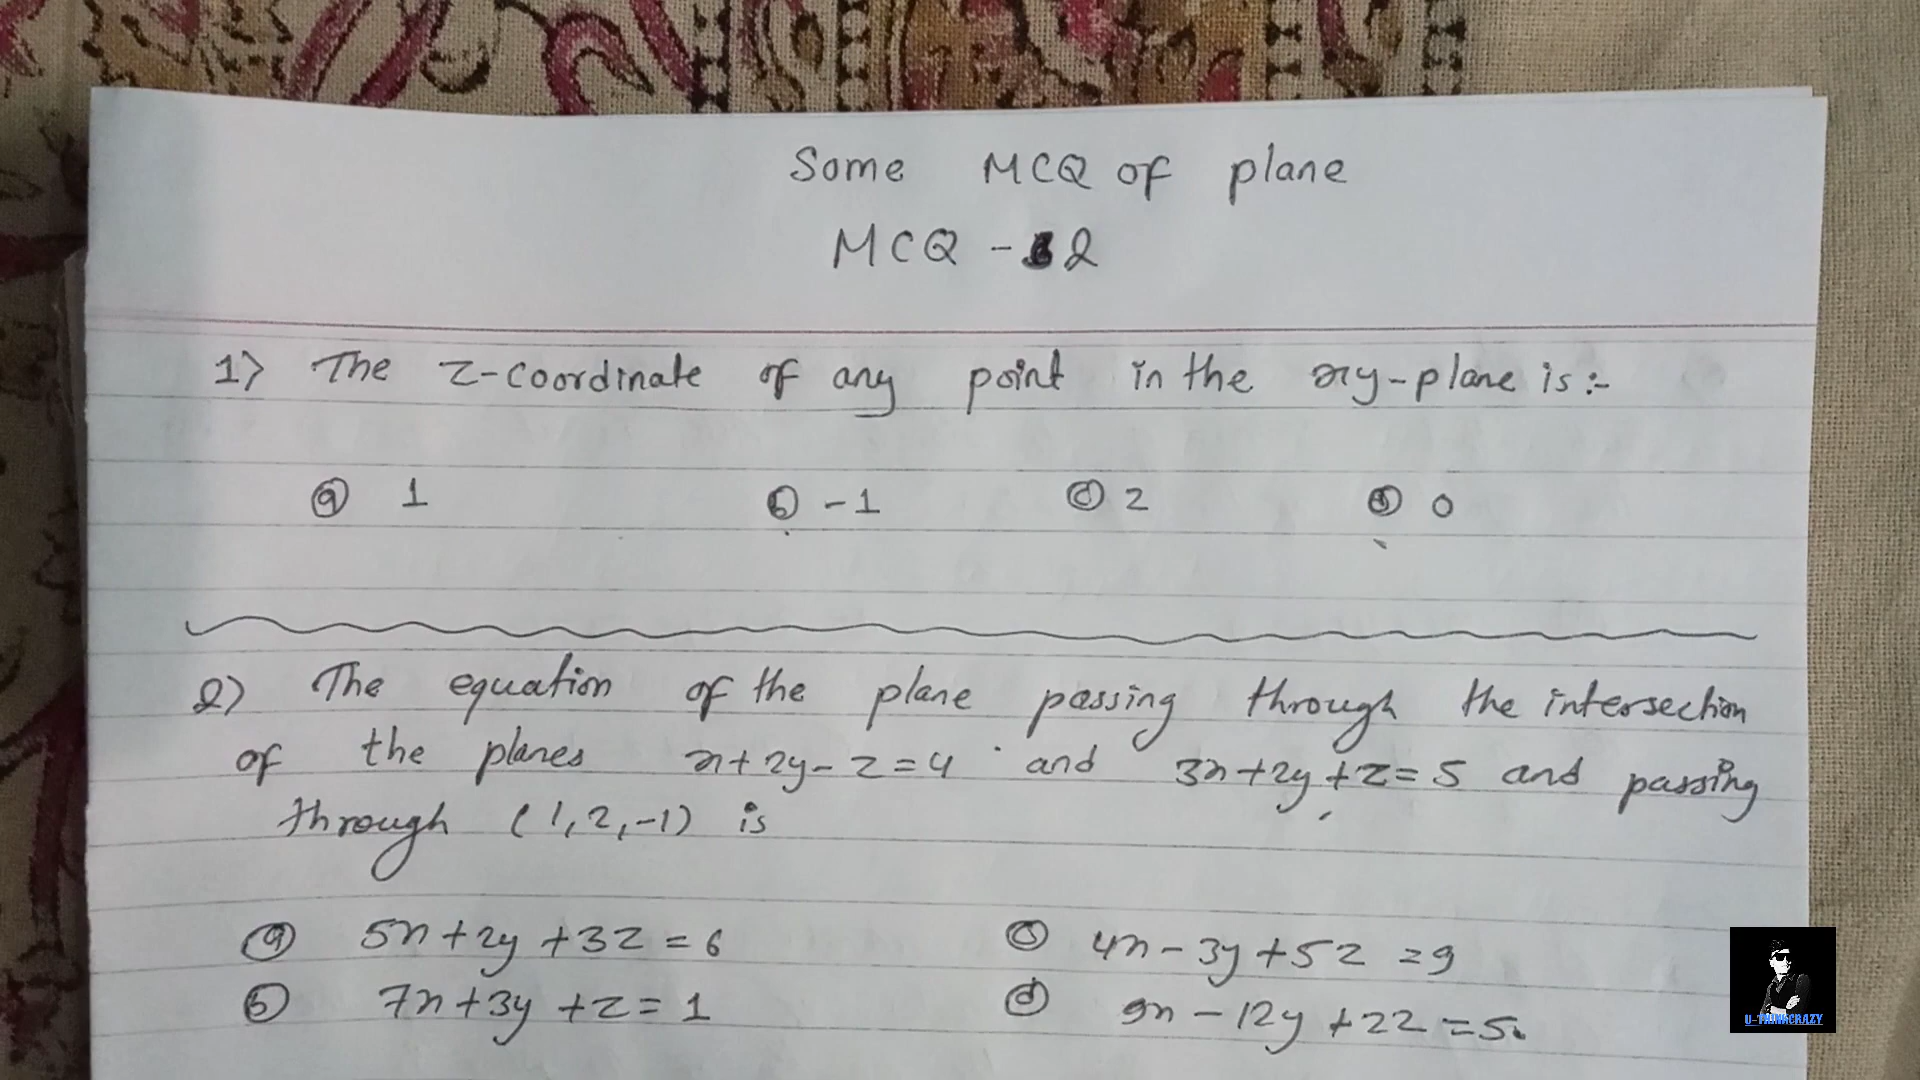 Some MCQ of plane
MCQ - 2
1) The z-coordinate of any point in the xy-plane is :-
(a) 1 (b) -1 (c) 2 (d) 0
2) The equation of the plane passing through the intersection
of the planes x+2y-z=4 and 3x+2y+z=5 and passing
through (1,2,-1) is
(a) 5x+2y+3z=6 (c) 4x-3y+5z=9
(b) 7x+3y+z=1 (d) 9x-12y+2z=5.
U-THINKCRAZY